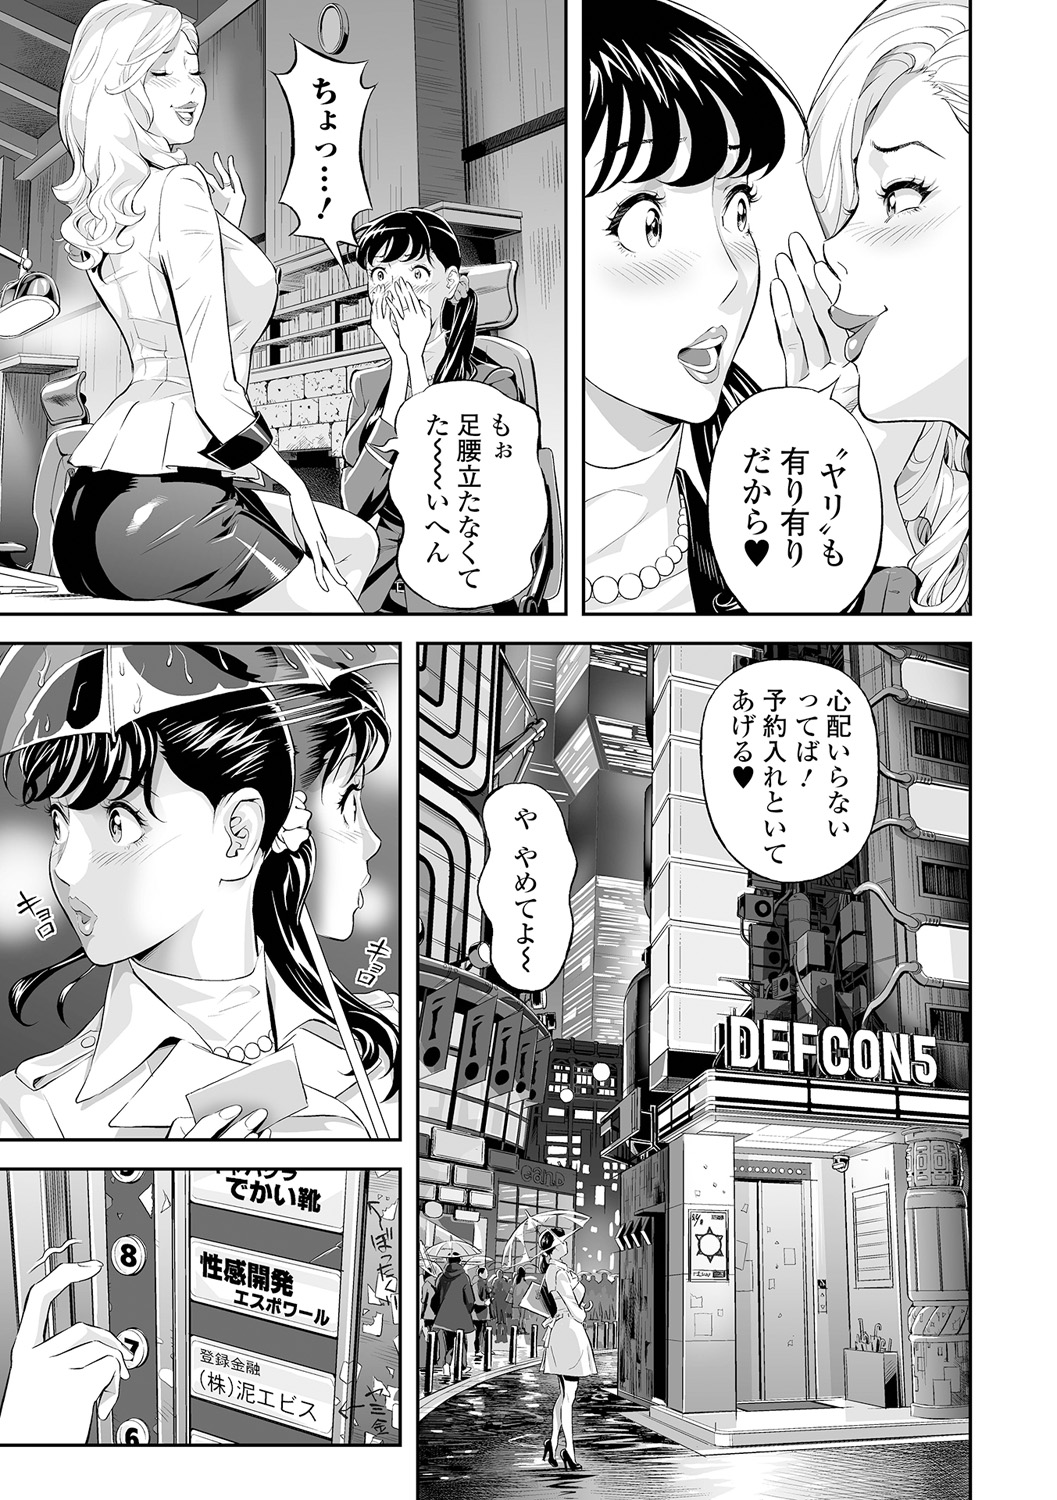 〝ヤリ〟も
有り有り
だから♥
ちょっ…！
もぉ
足腰立たなくて
た〜〜〜いへん
心配いらない
ってば！
予約入れといて
あげる♥
や やめてよ〜
DEFCON5
キョロ
キョロ
でかい靴
8
性感開発
エスポワール
7
登録金融
(株)泥エビス
6
ヤミ金